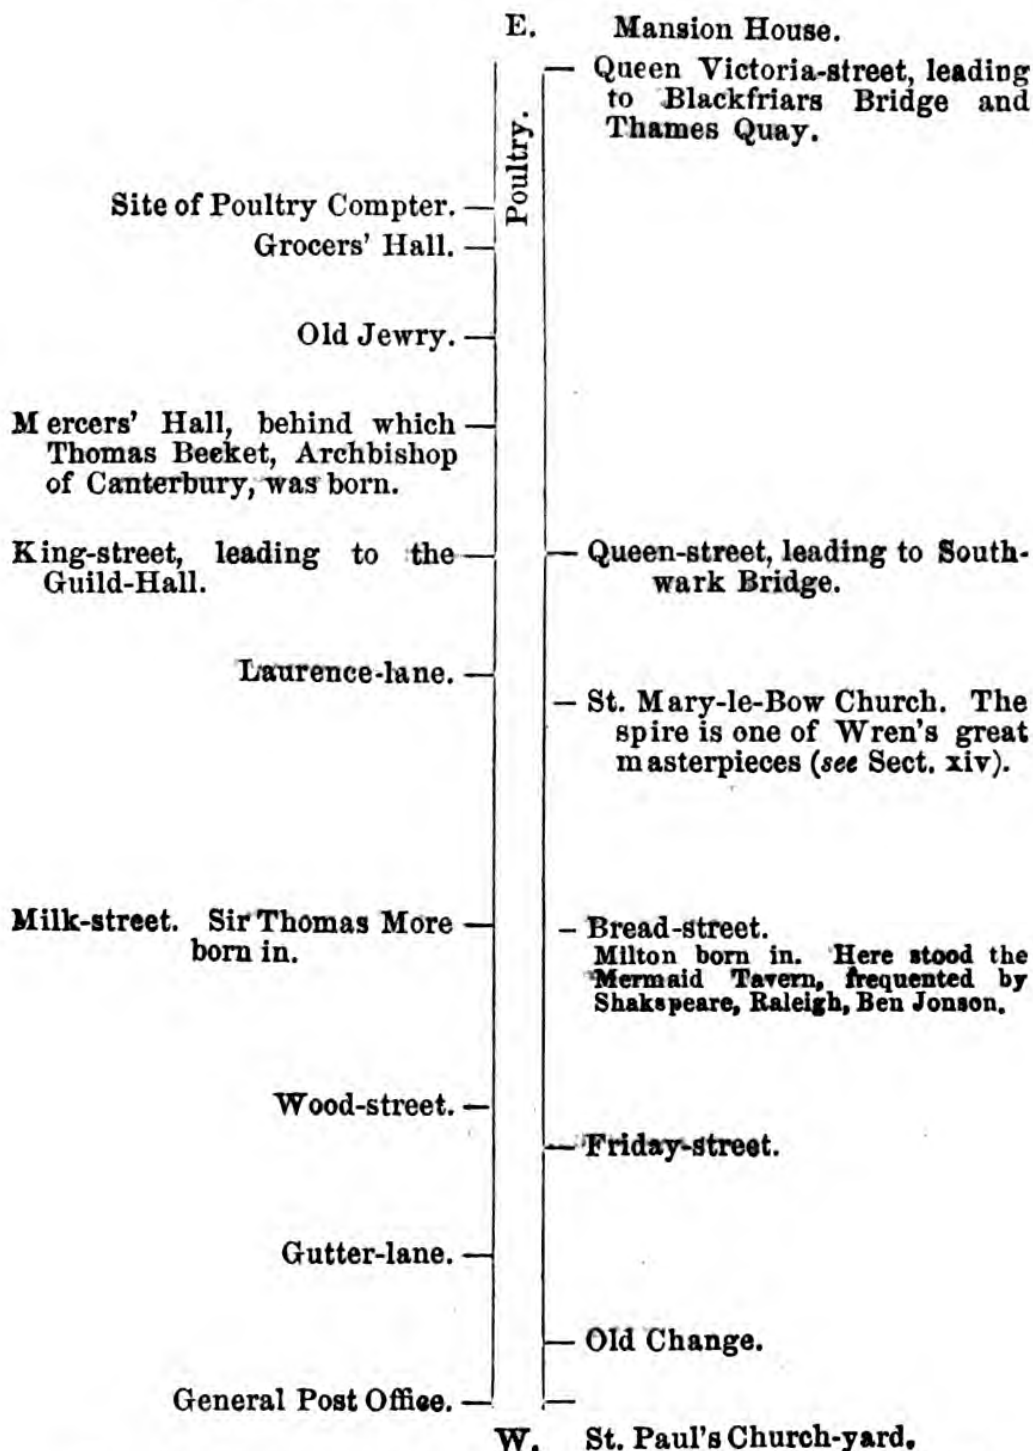 E. Mansion House.
Queen Victoria-street, leading
to Blackfriars Bridge and
Thames Quay.
Poultry.
Site of Poultry Compter.
Grocers' Hall.
Old Jewry.
Mercers' Hall, behind which
Thomas Becket, Archbishop
of Canterbury, was born.
King-street, leading to the
Guild-Hall.
Queen-street, leading to South-
wark Bridge.
Laurence-lane.
St. Mary-le-Bow Church. The
spire is one of Wren's great
masterpieces (see Sect. xiv).
Milk-street. Sir Thomas More
born in.
Bread-street.
Milton born in. Here stood the
Mermaid Tavern, frequented by
Shakspeare, Raleigh, Ben Jonson.
Wood-street.
Friday-street.
Gutter-lane.
Old Change.
General Post Office.
W. St. Paul's Church-yard.